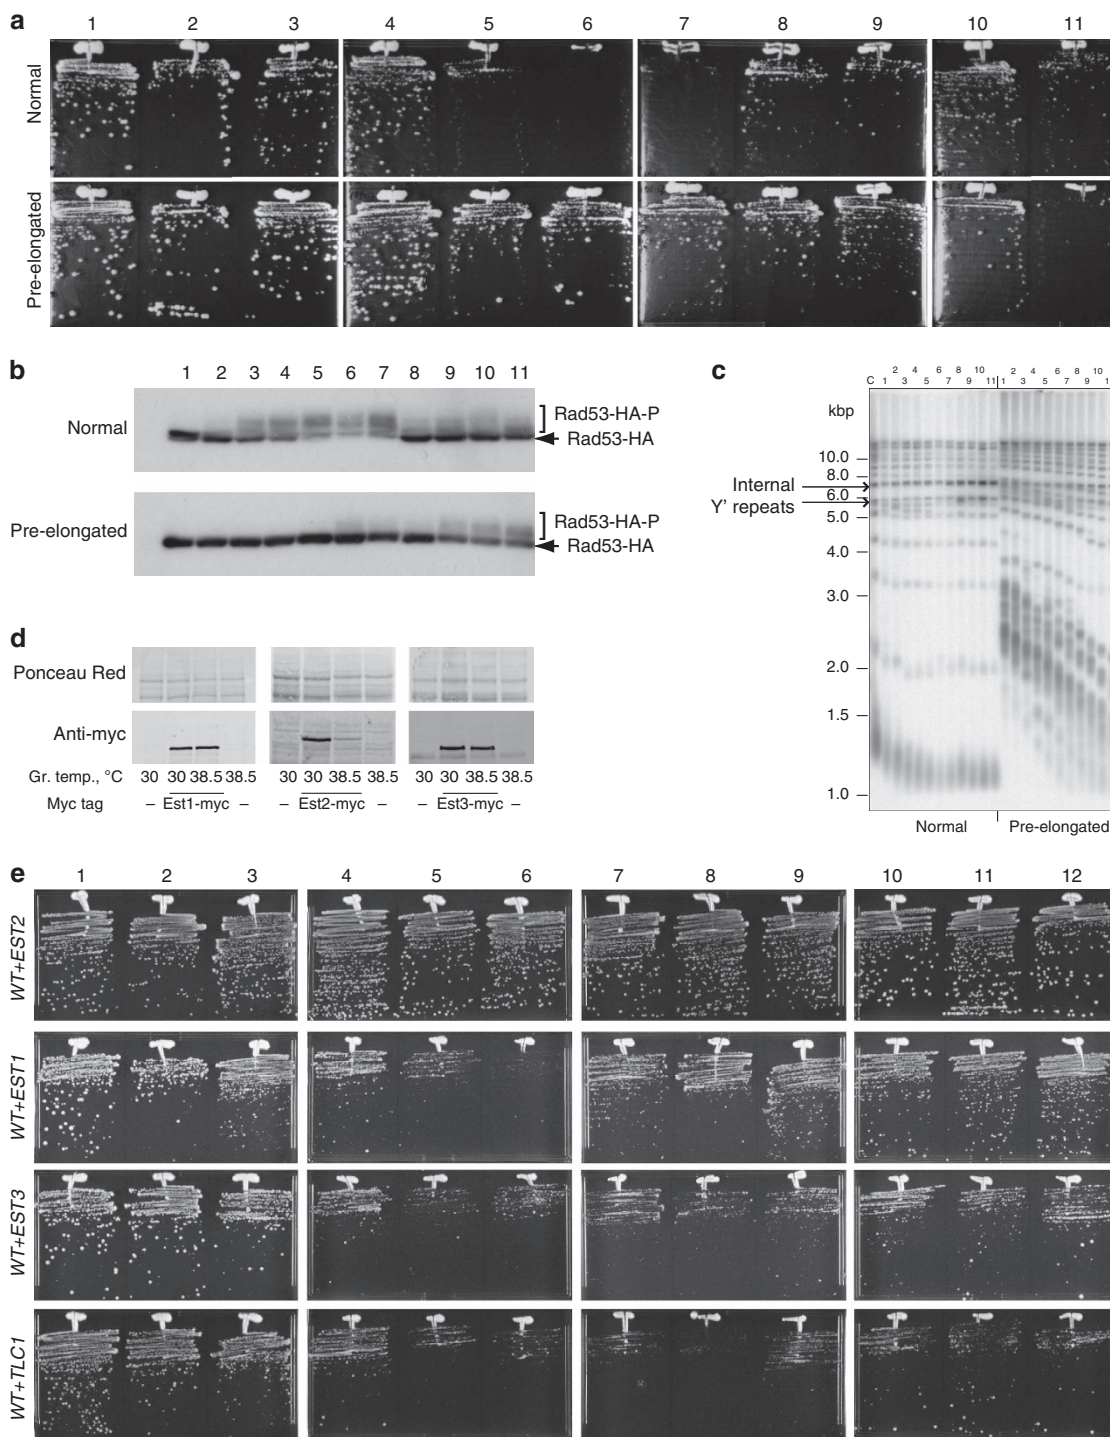 a
1 2 3 4 5 6 7 8 9 10 11
Normal
Pre-elongated
b
1 2 3 4 5 6 7 8 9 10 11
Normal
Rad53-HA-P
Rad53-HA
Pre-elongated
Rad53-HA-P
Rad53-HA
c
2 4 6 8 10 2 4 6 8 10
C 1 3 5 7 9 11 1 3 5 7 9
kbp
10.0
8.0
Internal
6.0
Y' repeats
5.0
4.0
3.0
2.0
1.5
1.0
Normal Pre-elongated
d
Ponceau Red
Anti-myc
Gr. temp., °C 30 30 38.5 38.5 30 30 38.5 38.5 30 30 38.5 38.5
Myc tag – Est1-myc – – Est2-myc – – Est3-myc –
e
1 2 3 4 5 6 7 8 9 10 11 12
WT+EST2
WT+EST1
WT+EST3
WT+TLC1